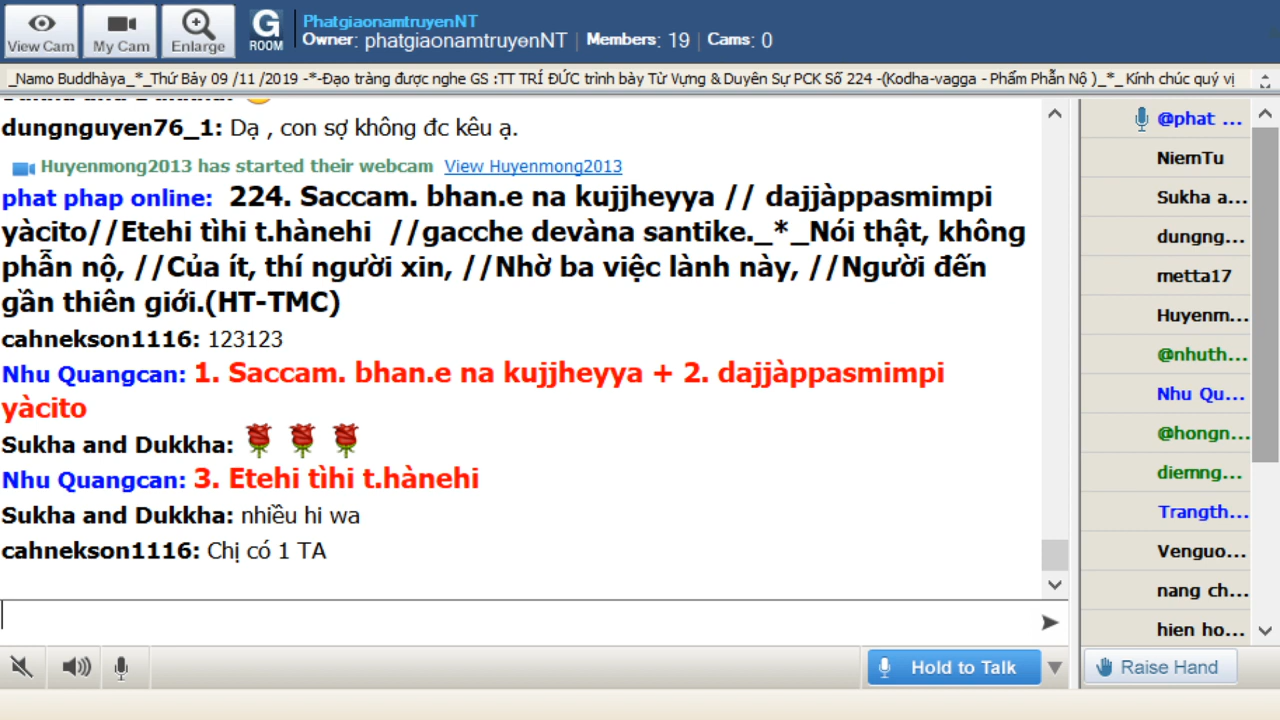 View Cam
My Cam
Enlarge
G
ROOM
PhatgiaonamtruyenNT
Owner: phatgiaonamtruyenNT | Members: 19 | Cams: 0
_Namo Buddhàya_*_Thứ Bảy 09 /11 /2019 -*-Đạo tràng được nghe GS :TT TRÍ ĐỨC trình bày Từ Vựng & Duyên Sự PCK Số 224 -(Kodha-vagga - Phẩm Phẫn Nộ )_*_ Kính chúc quý vị
dungnguyen76_1: Dạ , con sợ không đc kêu ạ.
Huyenmong2013 has started their webcam View Huyenmong2013
phat phap online: 224. Saccam. bhan.e na kujjheyya // dajjàppasmimpi
yàcito//Etehi tìhi t.hànehi //gacche devàna santike._*_Nói thật, không
phẫn nộ, //Của ít, thí người xin, //Nhờ ba việc lành này, //Người đến
gần thiên giới.(HT-TMC)
cahnekson1116: 123123
Nhu Quangcan: 1. Saccam. bhan.e na kujjheyya + 2. dajjàppasmimpi
yàcito
Sukha and Dukkha:
Nhu Quangcan: 3. Etehi tìhi t.hànehi
Sukha and Dukkha: nhiều hi wa
cahnekson1116: Chị có 1 TA
@phat ...
NiemTu
Sukha a...
dungng...
metta17
Huyenm...
@nhuth...
Nhu Qu...
@hongn...
diemng...
Trangth...
Venguo...
nang ch...
hien ho...
Hold to Talk
Raise Hand